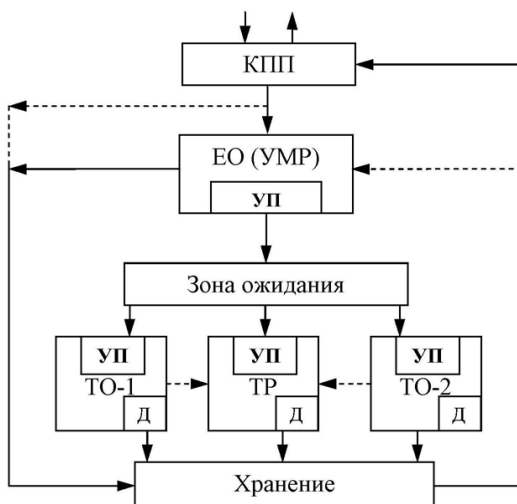 КПП
ЕО (УМР)
УП
Зона ожидания
УП УП УП
ТО-1 ТР ТО-2
Д Д Д
Хранение